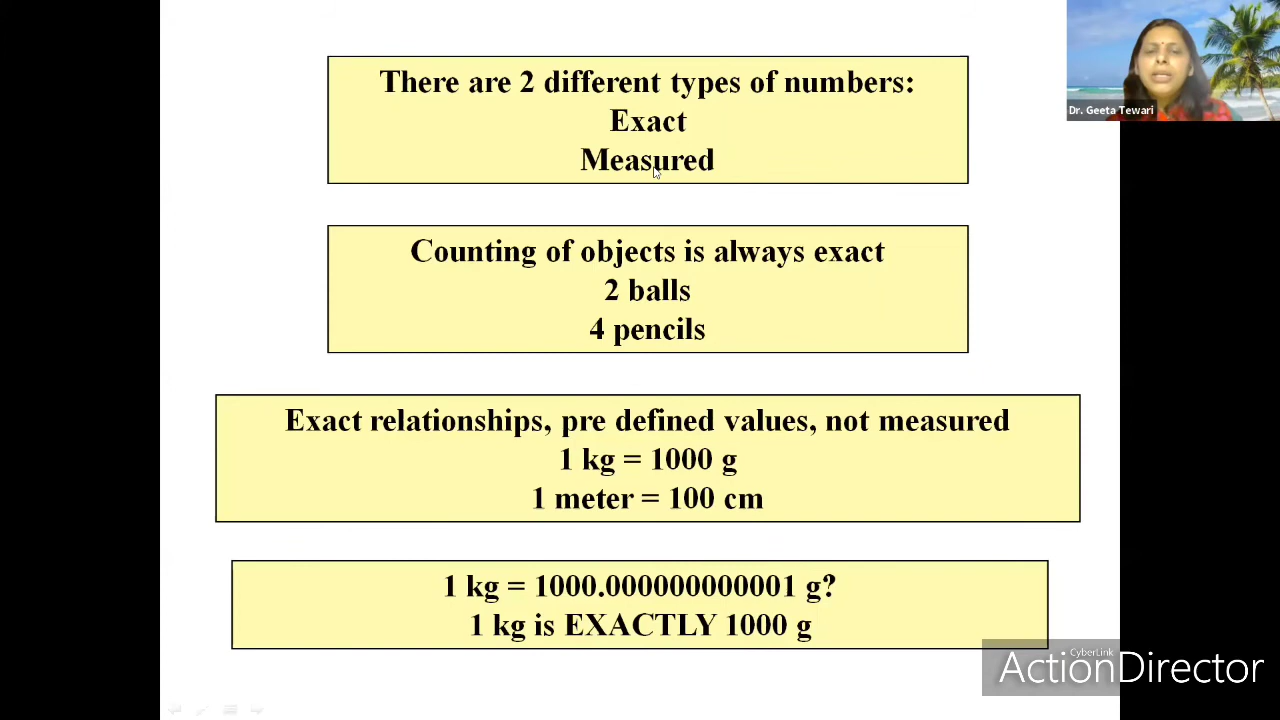 There are 2 different types of numbers:
Exact
Measured
Dr. Geeta Tewari
Counting of objects is always exact
2 balls
4 pencils
Exact relationships, pre defined values, not measured
1 kg = 1000 g
1 meter = 100 cm
1 kg = 1000.000000000001 g?
1 kg is EXACTLY 1000 g
CyberLink
ActionDirector